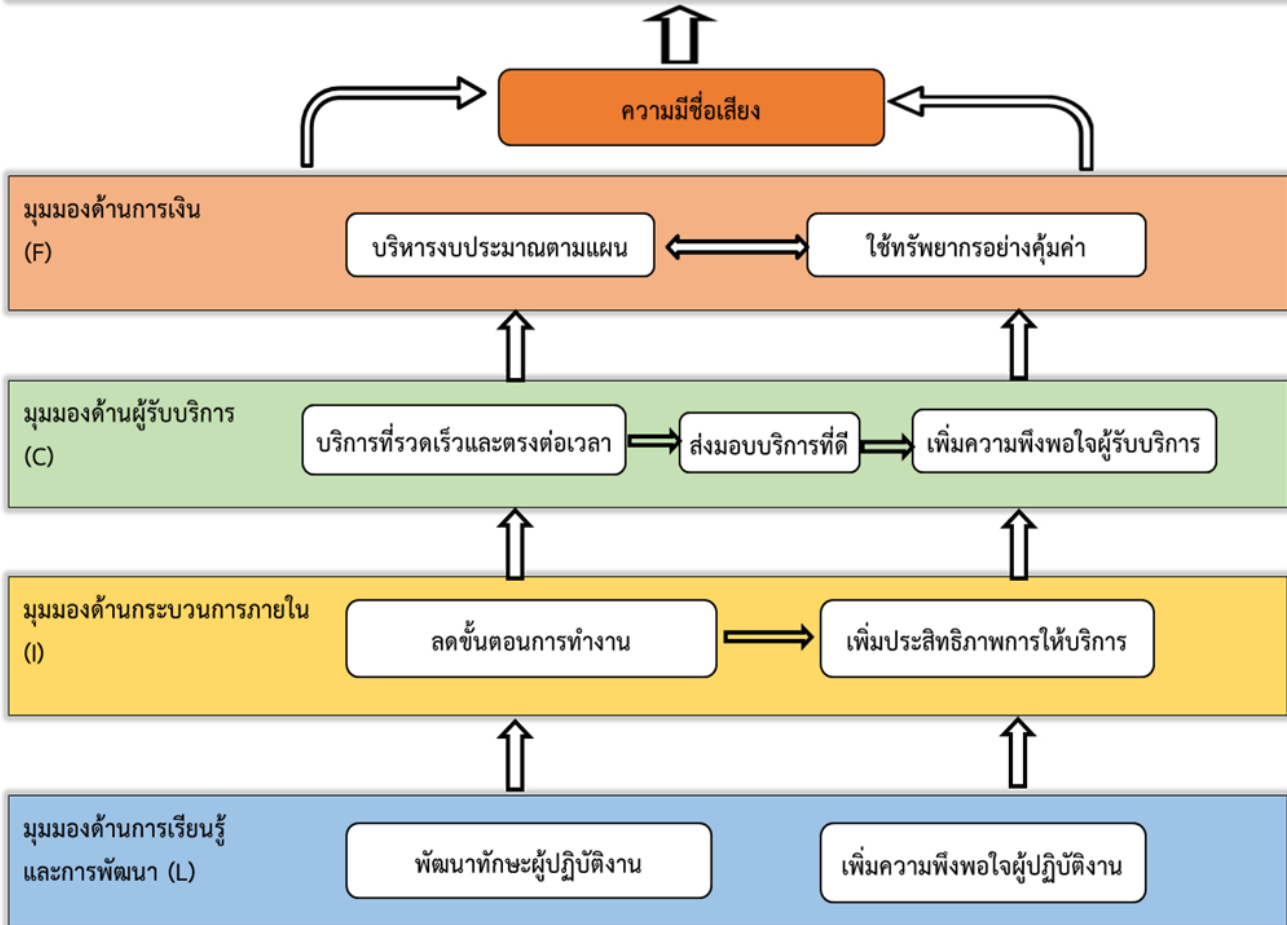 ความมีชื่อเสียง
มุมมองด้านการเงิน
(F)
บริหารงบประมาณตามแผน
ใช้ทรัพยากรอย่างคุ้มค่า
มุมมองด้านผู้รับบริการ
(C)
บริการที่รวดเร็วและตรงต่อเวลา
ส่งมอบบริการที่ดี
เพิ่มความพึงพอใจผู้รับบริการ
มุมมองด้านกระบวนการภายใน
(I)
ลดขั้นตอนการทำงาน
เพิ่มประสิทธิภาพการให้บริการ
มุมมองด้านการเรียนรู้
และการพัฒนา (L)
พัฒนาทักษะผู้ปฏิบัติงาน
เพิ่มความพึงพอใจผู้ปฏิบัติงาน